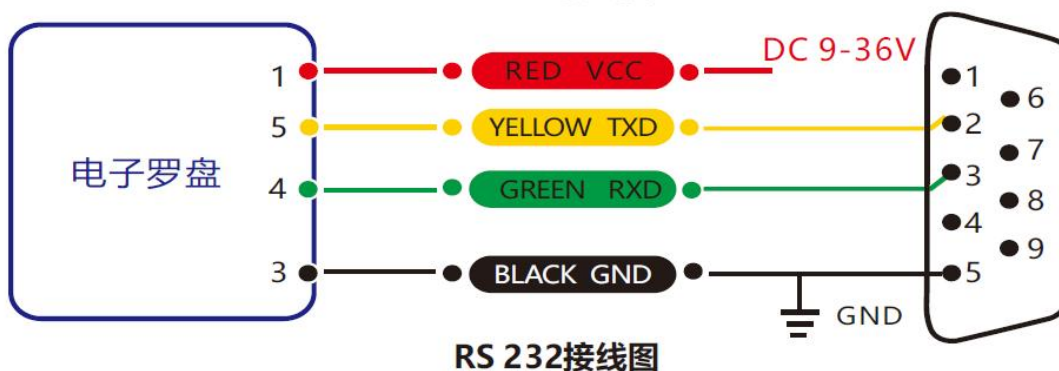 1 RED VCC DC 9-36V
5 YELLOW TXD
4 GREEN RXD
3 BLACK GND
电子罗盘
1
2
3
4
5
6
7
8
9
GND
RS 232接线图